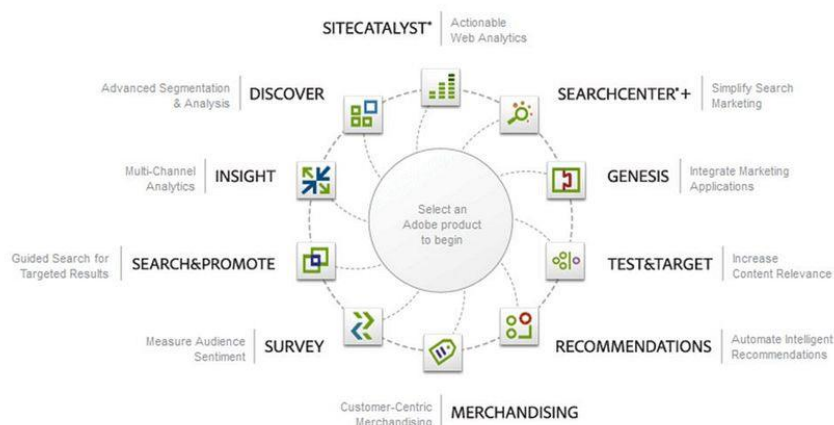 SITECATALYST*
Actionable
Web Analytics
SEARCHCENTER*+
Simplify Search
Marketing
GENESIS
Integrate Marketing
Applications
TEST&TARGET
Increase
Content Relevance
RECOMMENDATIONS
Automate Intelligent
Recommendations
Customer-Centric
Merchandising
MERCHANDISING
Measure Audience
Sentiment
SURVEY
Guided Search for
Targeted Results
SEARCH&PROMOTE
Multi-Channel
Analytics
INSIGHT
Advanced Segmentation
& Analysis
DISCOVER
Select an
Adobe product
to begin